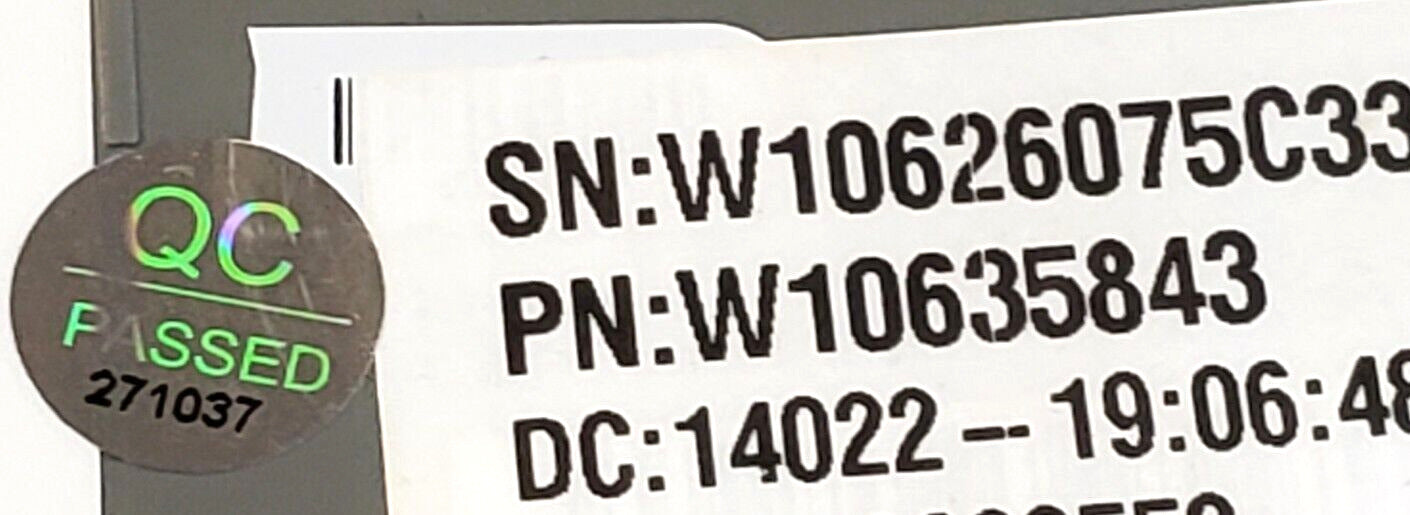 QC
PASSED
271037
SN:W10626075C33
PN:W10635843
DC:14022--19:06:48